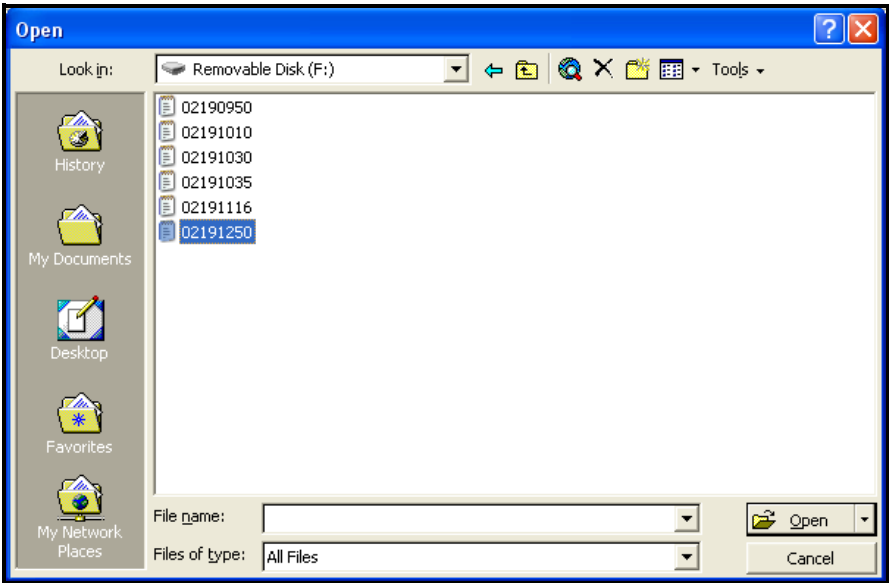 Open
Look in:
Removable Disk (F:)
Tools
History
My Documents
Desktop
Favorites
My Network
Places
02190950
02191010
02191030
02191035
02191116
02191250
File name:
Open
Files of type:
All Files
Cancel